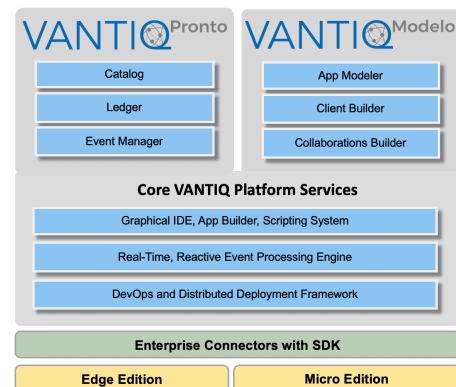 VANTIQ Pronto
Catalog
Ledger
Event Manager
VANTIQ Modelo
App Modeler
Client Builder
Collaborations Builder
Core VANTIQ Platform Services
Graphical IDE, App Builder, Scripting System
Real-Time, Reactive Event Processing Engine
DevOps and Distributed Deployment Framework
Enterprise Connectors with SDK
Edge Edition
Micro Edition